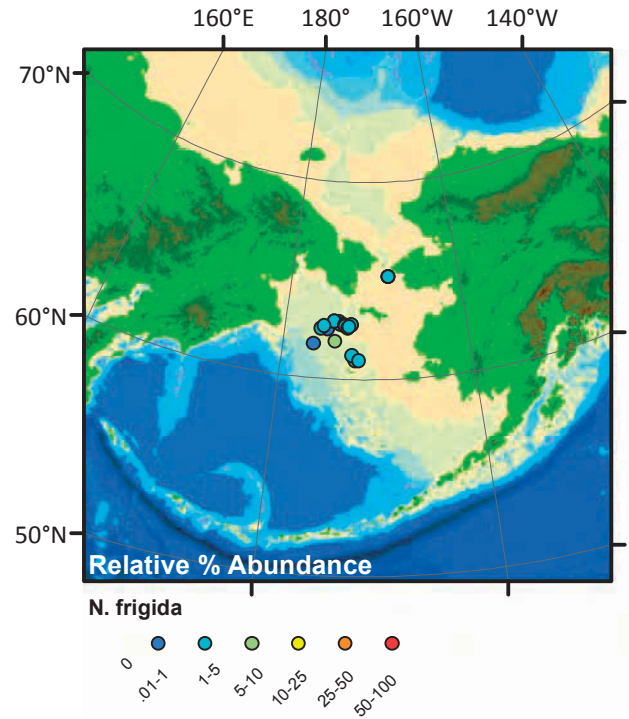 160°E 180° 160°W 140°W
70°N
60°N
50°N
Relative % Abundance
N. frigida
0 .01-1 1-5 5-10 10-25 25-50 50-100